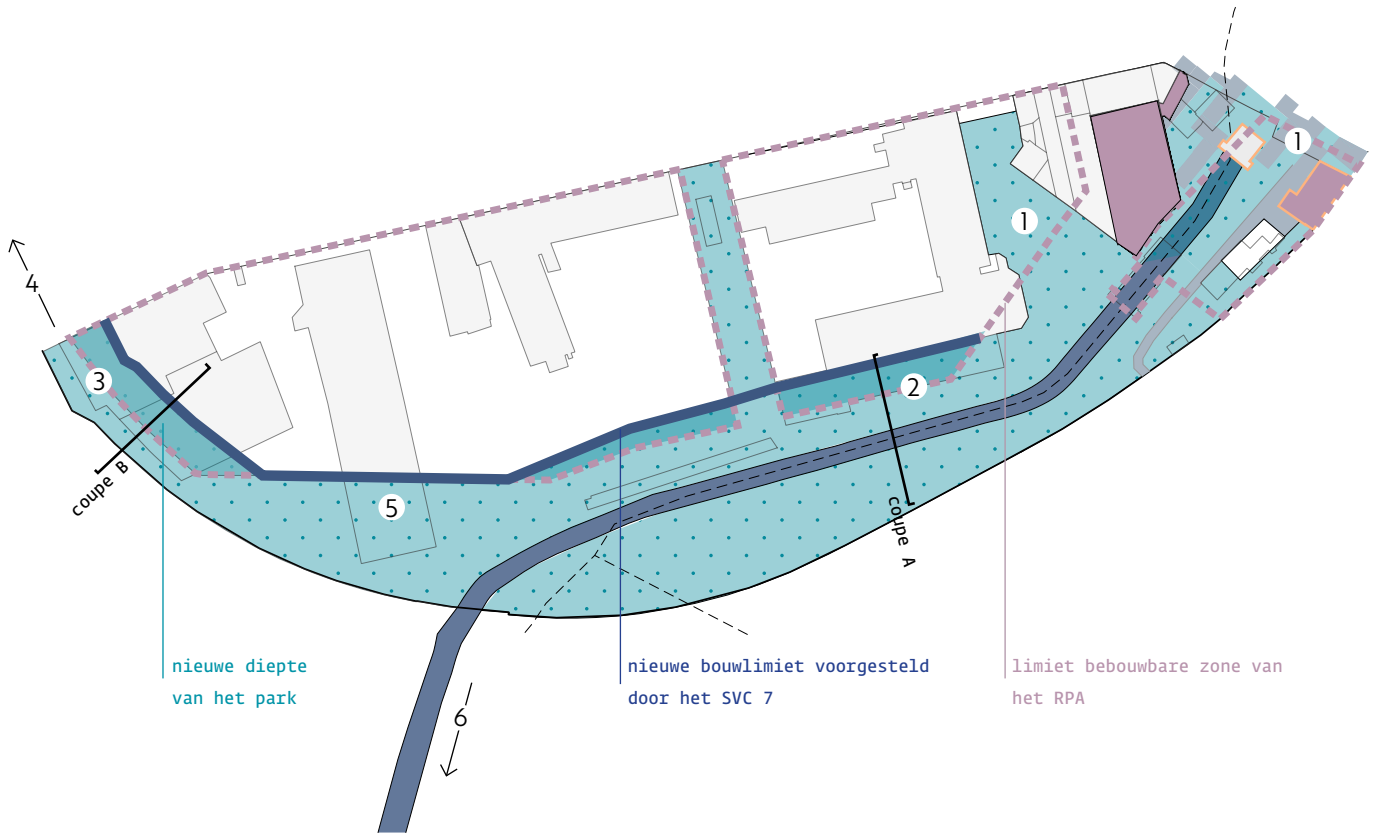 1
1
4
3
2
coupe B
5
coupe A
nieuwe diepte
van het park
nieuwe bouwlimiet voorgesteld
door het SVC 7
limiet bebouwbare zone van
het RPA
6